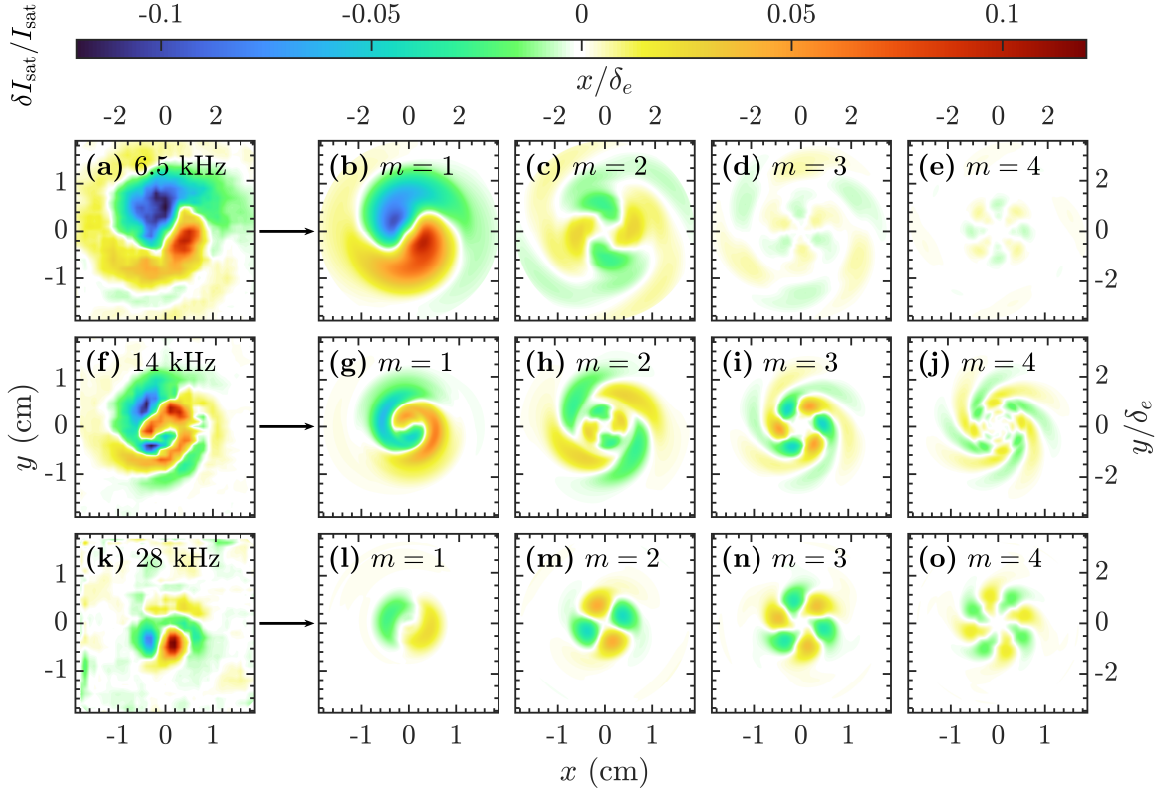 δI_sat/I_sat
-0.1 -0.05 0 0.05 0.1
x/δ_e
-2 0 2 -2 0 2 -2 0 2 -2 0 2 -2 0 2
(a) 6.5 kHz (b) m = 1 (c) m = 2 (d) m = 3 (e) m = 4
1 0 -1
2 0 -2
(f) 14 kHz (g) m = 1 (h) m = 2 (i) m = 3 (j) m = 4
1 0 -1
2 0 -2
y (cm)
y/δ_e
(k) 28 kHz (l) m = 1 (m) m = 2 (n) m = 3 (o) m = 4
1 0 -1
2 0 -2
-1 0 1 -1 0 1 -1 0 1 -1 0 1 -1 0 1
x (cm)